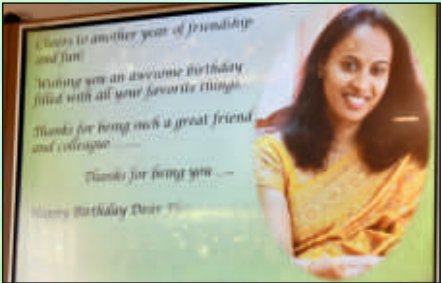 Cheers to another year of friendship
and fun!
Wishing you an awesome Birthday
filled with all your favorite things.
Thanks for being such a great friend
and colleague .......
Thanks for being you ....
Happy Birthday Dear